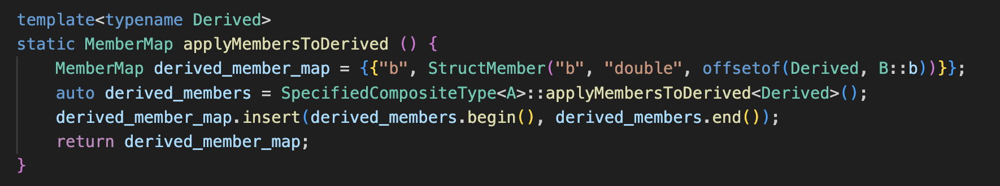 template<typename Derived>
static MemberMap applyMembersToDerived () {
    MemberMap derived_member_map = {{"b", StructMember("b", "double", offsetof(Derived, B::b))}};
    auto derived_members = SpecifiedCompositeType<A>::applyMembersToDerived<Derived>();
    derived_member_map.insert(derived_members.begin(), derived_members.end());
    return derived_member_map;
}